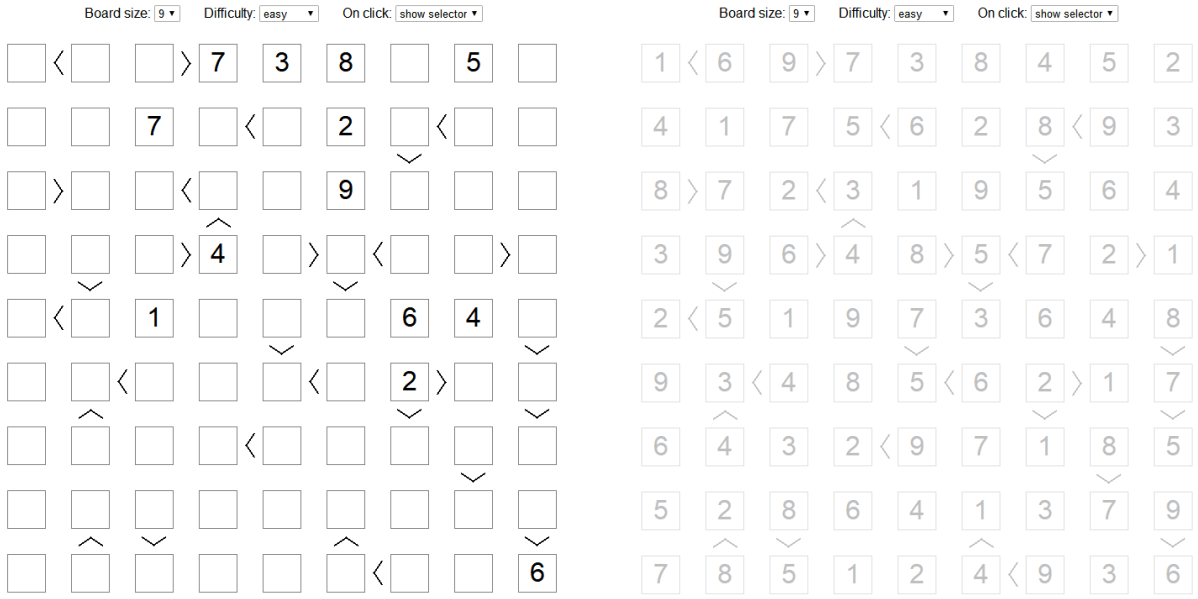 Board size: 9 Difficulty: easy On click: show selector
Board size: 9 Difficulty: easy On click: show selector
< > 7 3 8 5
1 < 6 9 > 7 3 8 4 5 2
7 < 2 <
4 1 7 5 < 6 2 8 < 9 3
> < 9
8 > 7 2 < 3 1 9 5 6 4
> 4 > < >
3 9 6 > 4 8 > 5 < 7 2 > 1
< 1 6 4
2 < 5 1 9 7 3 6 4 8
< < 2 >
9 3 < 4 8 5 < 6 2 > 1 7
<
6 4 3 2 < 9 7 1 8 5
5 2 8 6 4 1 3 7 9
< 6
7 8 5 1 2 4 < 9 3 6